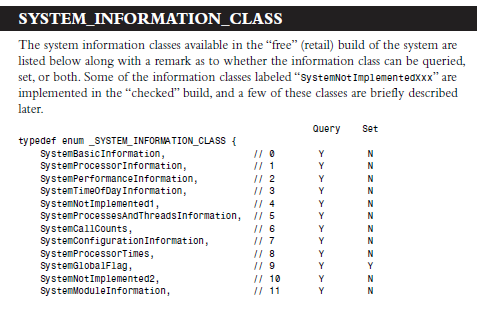 SYSTEM_INFORMATION_CLASS
The system information classes available in the “free” (retail) build of the system are
listed below along with a remark as to whether the information class can be queried,
set, or both. Some of the information classes labeled “SystemNotImplementedXxx” are
implemented in the “checked” build, and a few of these classes are briefly described
later.
Query Set
typedef enum _SYSTEM_INFORMATION_CLASS {
SystemBasicInformation, // 0 Y N
SystemProcessorInformation, // 1 Y N
SystemPerformanceInformation, // 2 Y N
SystemTimeOfDayInformation, // 3 Y N
SystemNotImplemented1, // 4 Y N
SystemProcessesAndThreadsInformation, // 5 Y N
SystemCallCounts, // 6 Y N
SystemConfigurationInformation, // 7 Y N
SystemProcessorTimes, // 8 Y N
SystemGlobalFlag, // 9 Y Y
SystemNotImplemented2, // 10 Y N
SystemModuleInformation, // 11 Y N